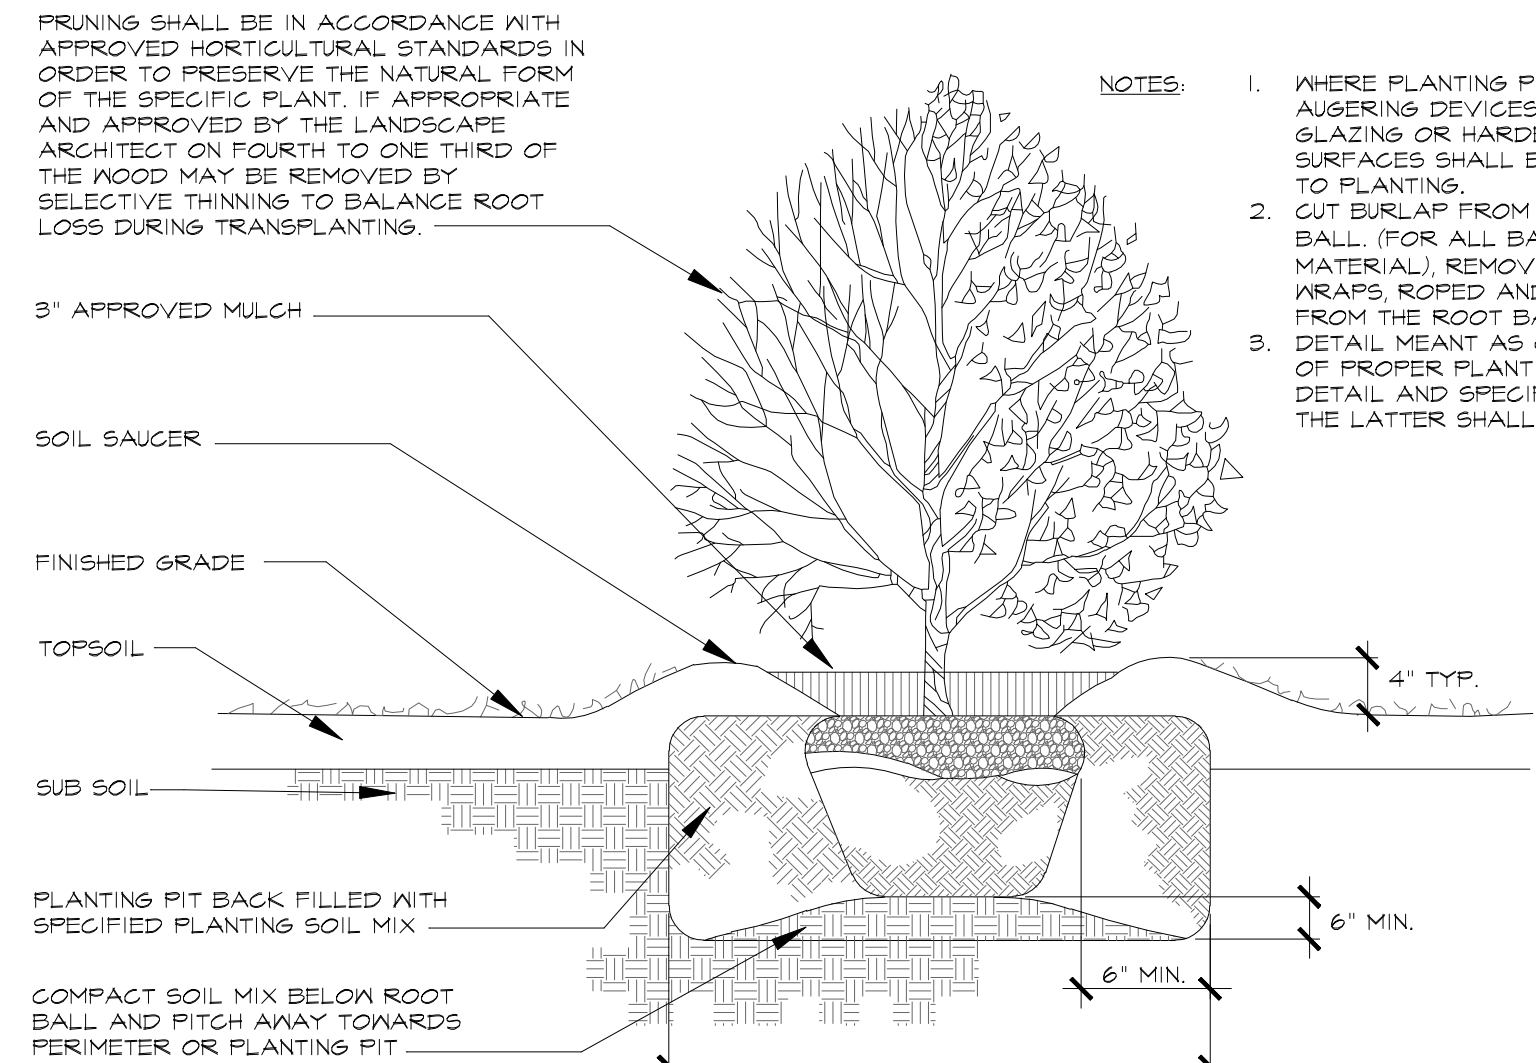 PRUNING SHALL BE IN ACCORDANCE WITH
APPROVED HORTICULTURAL STANDARDS IN
ORDER TO PRESERVE THE NATURAL FORM
OF THE SPECIFIC PLANT. IF APPROPRIATE
AND APPROVED BY THE LANDSCAPE
ARCHITECT ON FOURTH TO ONE THIRD OF
THE WOOD MAY BE REMOVED BY
SELECTIVE THINNING TO BALANCE ROOT
LOSS DURING TRANSPLANTING.
3" APPROVED MULCH
SOIL SAUCER
FINISHED GRADE
TOPSOIL
SUB SOIL
PLANTING PIT BACK FILLED WITH
SPECIFIED PLANTING SOIL MIX
COMPACT SOIL MIX BELOW ROOT
BALL AND PITCH AWAY TOWARDS
PERIMETER OR PLANTING PIT
NOTES:
1. WHERE PLANTING
AUGERING DEVICES
GLAZING OR
SURFACES SHALL
TO PLANTING.
2. CUT BURLAP FROM
BALL. (FOR ALL
MATERIAL),
WRAPS, ROPED
FROM THE ROOT
3. DETAIL MEANT AS
OF PROPER PLANT
DETAIL AND
THE LATTER SHALL
4" TYP.
6" MIN.
6" MIN.